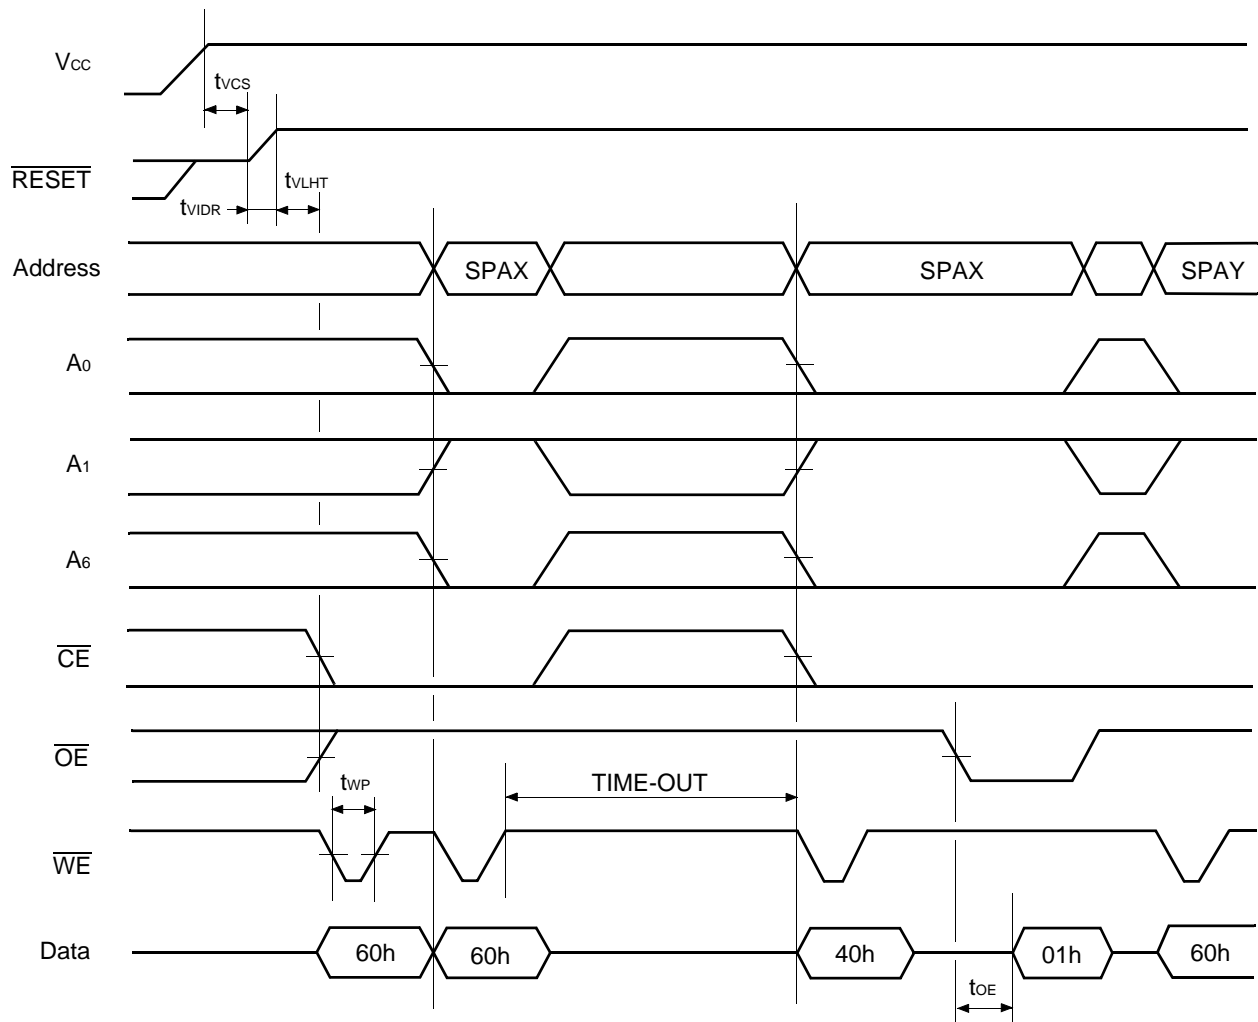 VCC
tVCS
RESET
tVLHT
tVIDR
Address SPAX SPAX SPAY
A0
A1
A6
CE
OE
tWP
TIME-OUT
WE
Data 60h 60h 40h 01h 60h
tOE